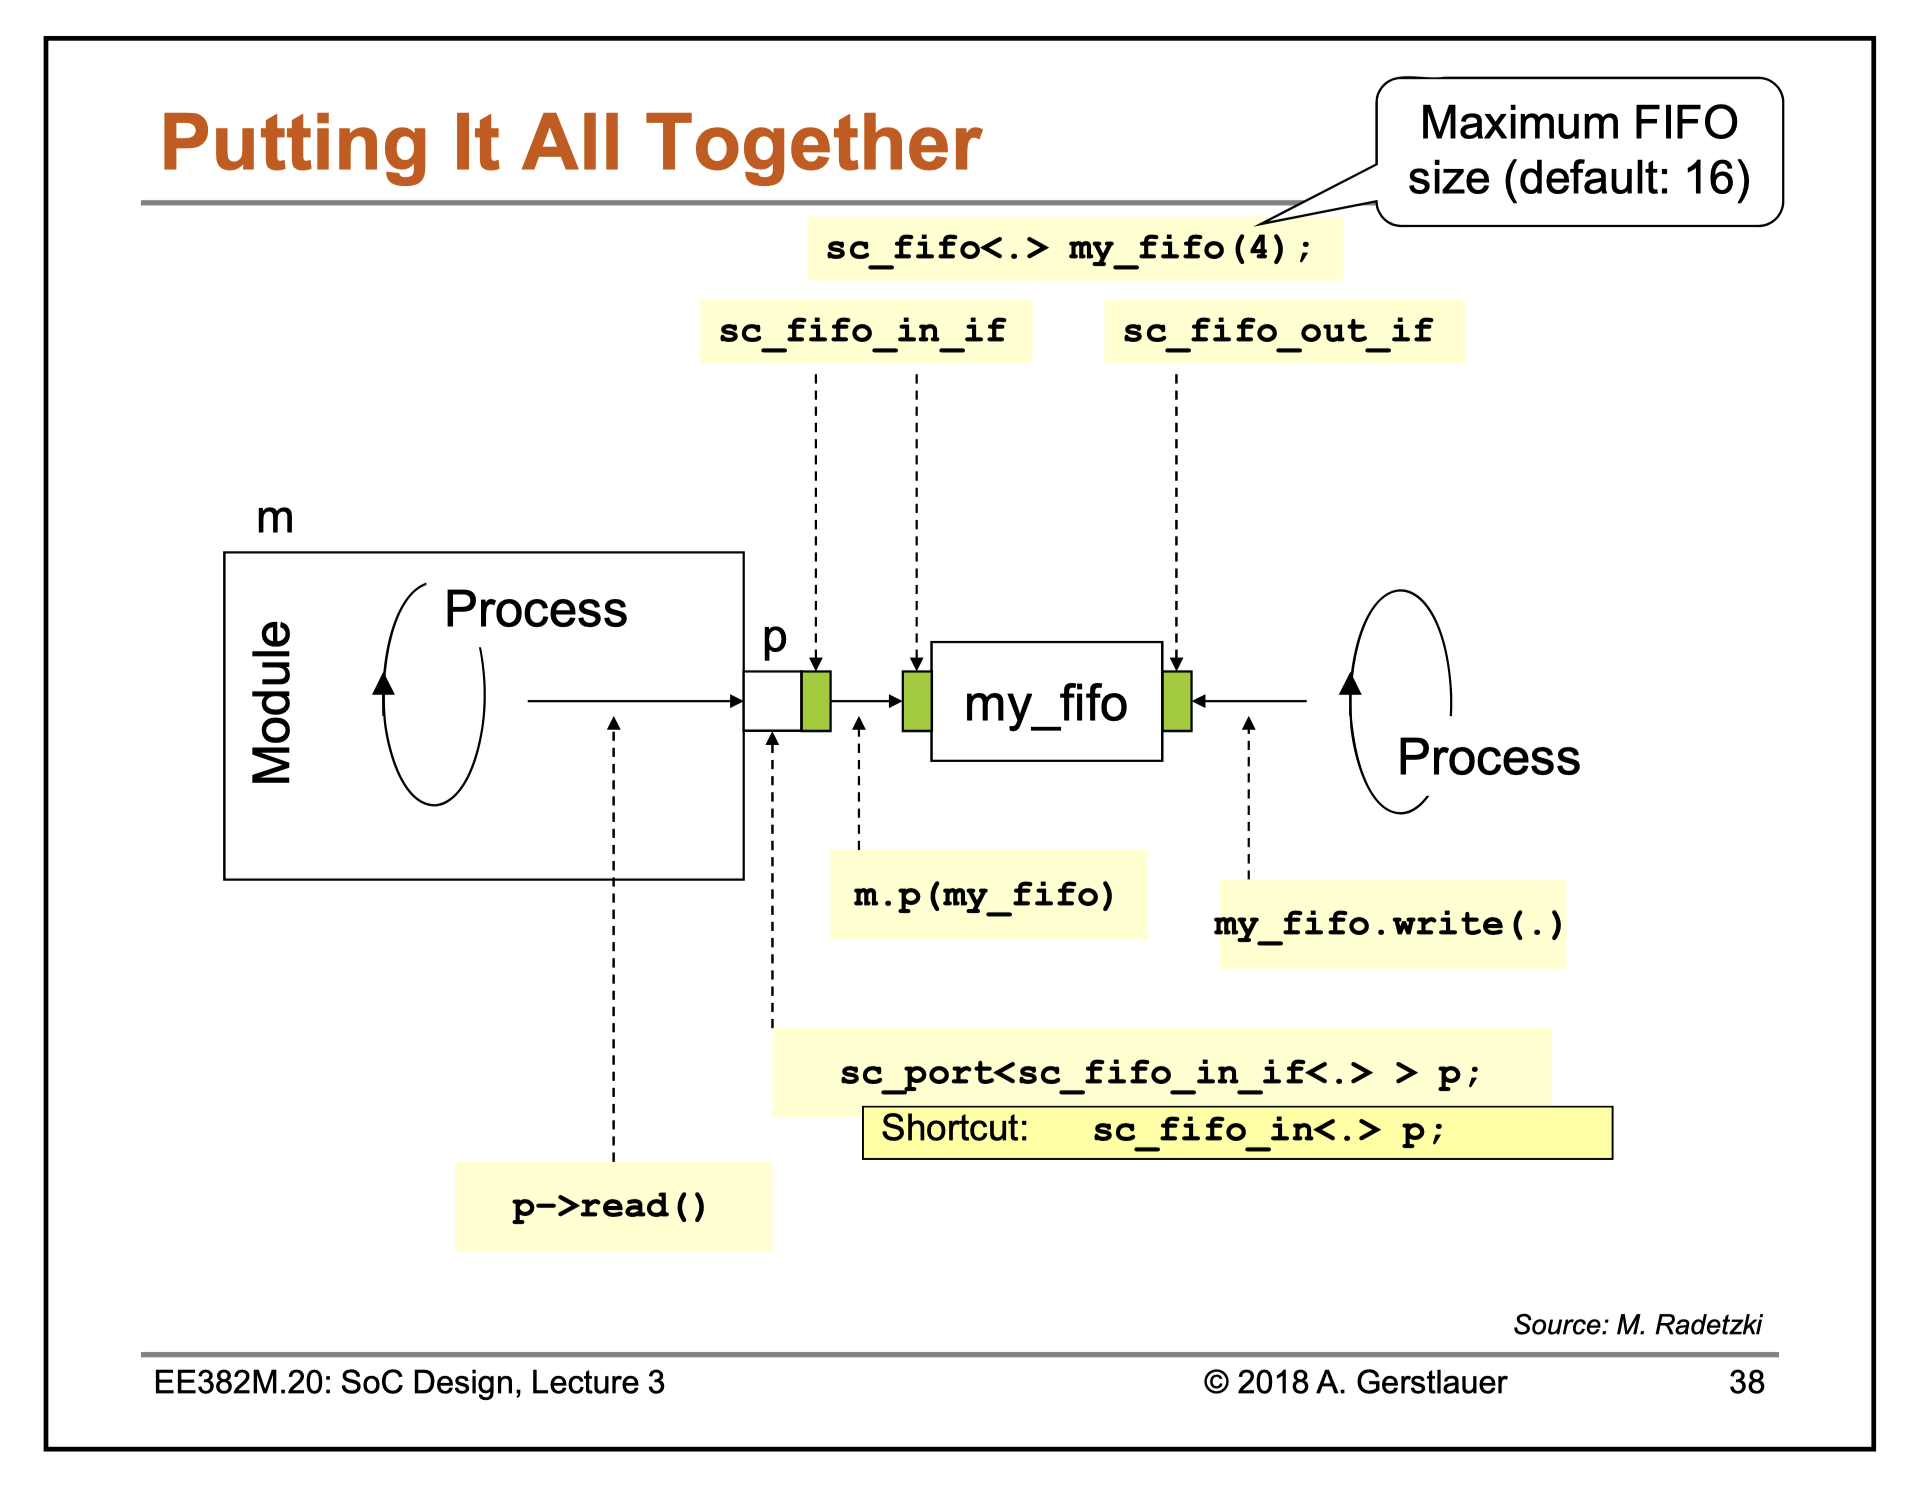 Putting It All Together
Maximum FIFO
size (default: 16)
sc_fifo<.> my_fifo(4);
sc_fifo_in_if
sc_fifo_out_if
m
Module
Process
p
my_fifo
Process
m.p(my_fifo)
my_fifo.write(.)
sc_port<sc_fifo_in_if<.> > p;
Shortcut: sc_fifo_in<.> p;
p->read()
Source: M. Radetzki
EE382M.20: SoC Design, Lecture 3
© 2018 A. Gerstlauer
38